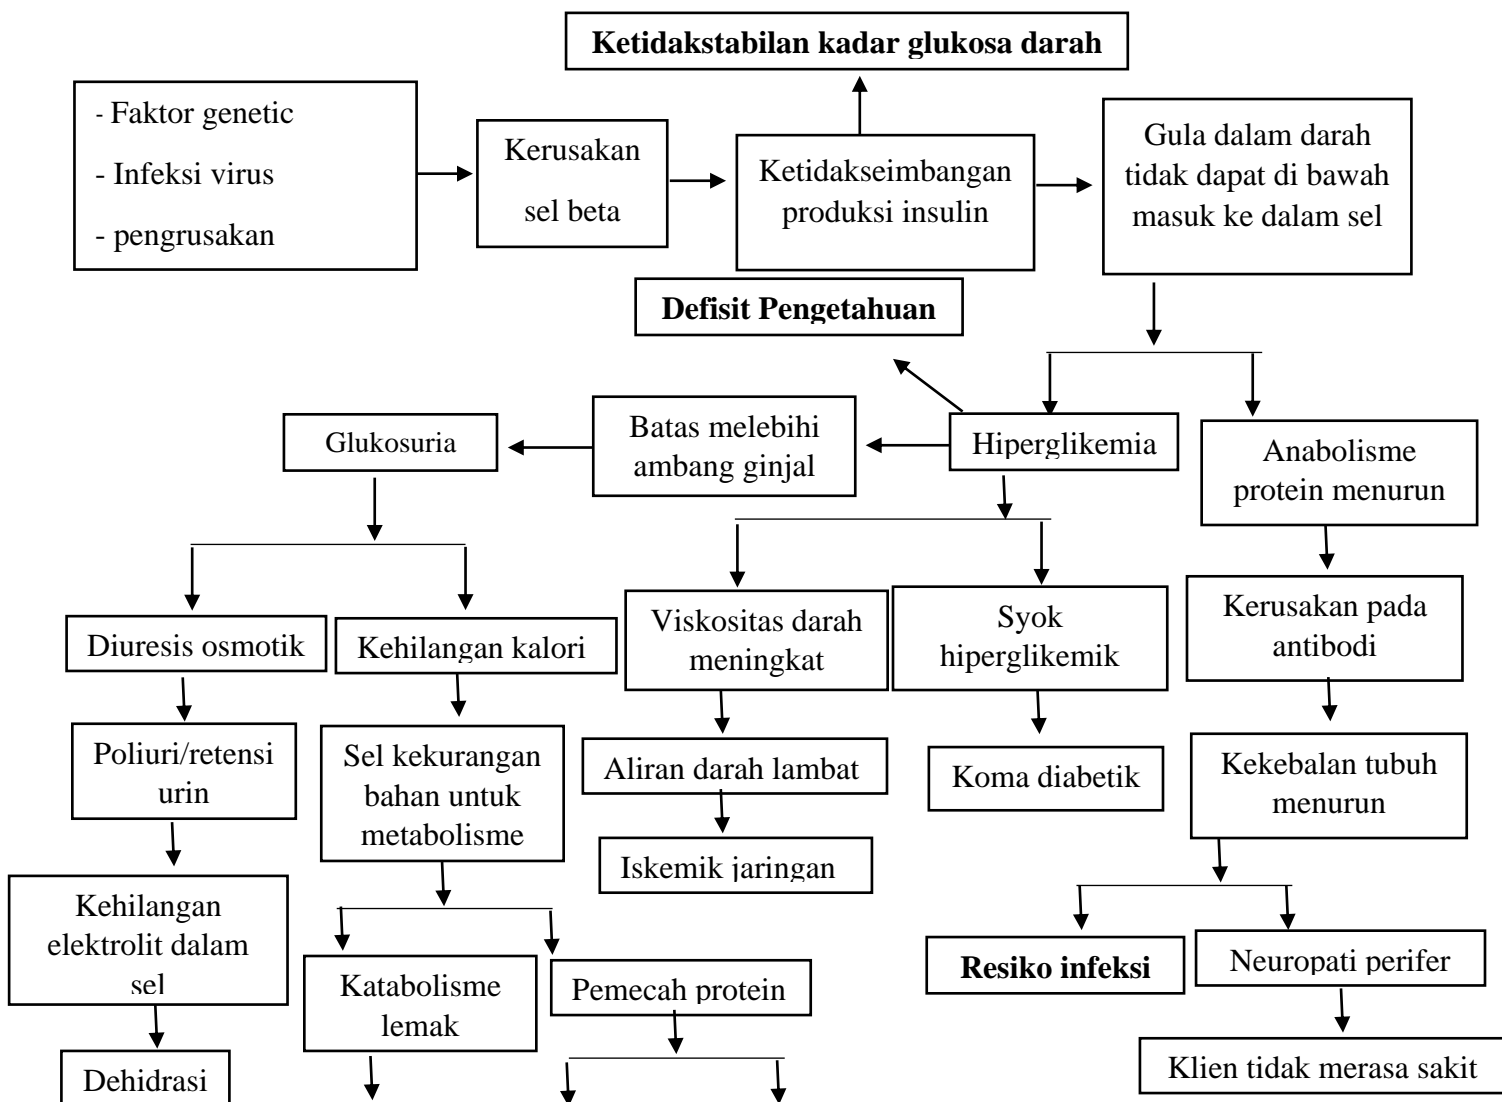 Ketidakstabilan kadar glukosa darah
- Faktor genetic
- Infeksi virus
- pengrusakan
Kerusakan
sel beta
Ketidakseimbangan
produksi insulin
Gula dalam darah
tidak dapat di bawah
masuk ke dalam sel
Defisit Pengetahuan
Glukosuria
Batas melebihi
ambang ginjal
Hiperglikemia
Anabolisme
protein menurun
Diuresis osmotik
Kehilangan kalori
Viskositas darah
meningkat
Syok
hiperglikemik
Kerusakan pada
antibodi
Poliuri/retensi
urin
Sel kekurangan
bahan untuk
metabolisme
Aliran darah lambat
Koma diabetik
Kekebalan tubuh
menurun
Iskemik jaringan
Kehilangan
elektrolit dalam
sel
Katabolisme
lemak
Pemecah protein
Resiko infeksi
Neuropati perifer
Dehidrasi
Klien tidak merasa sakit